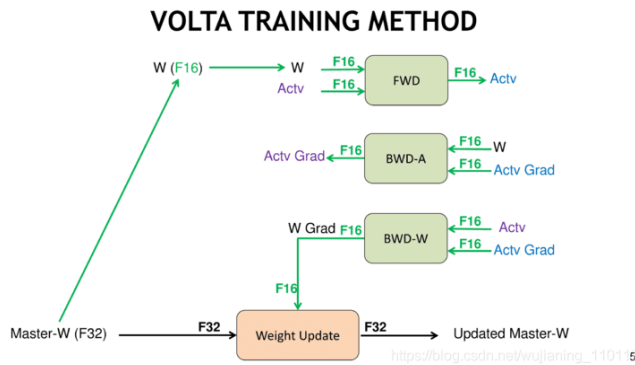 VOLTA TRAINING METHOD
W (F16)
W
F16
Actv
F16
FWD
F16
Actv
Actv Grad
F16
BWD-A
F16
W
F16
Actv Grad
W Grad
F16
BWD-W
F16
Actv
F16
Actv Grad
F16
Master-W (F32)
F32
Weight Update
F32
Updated Master-W
https://blog.csdn.net/wujianing_11011
5